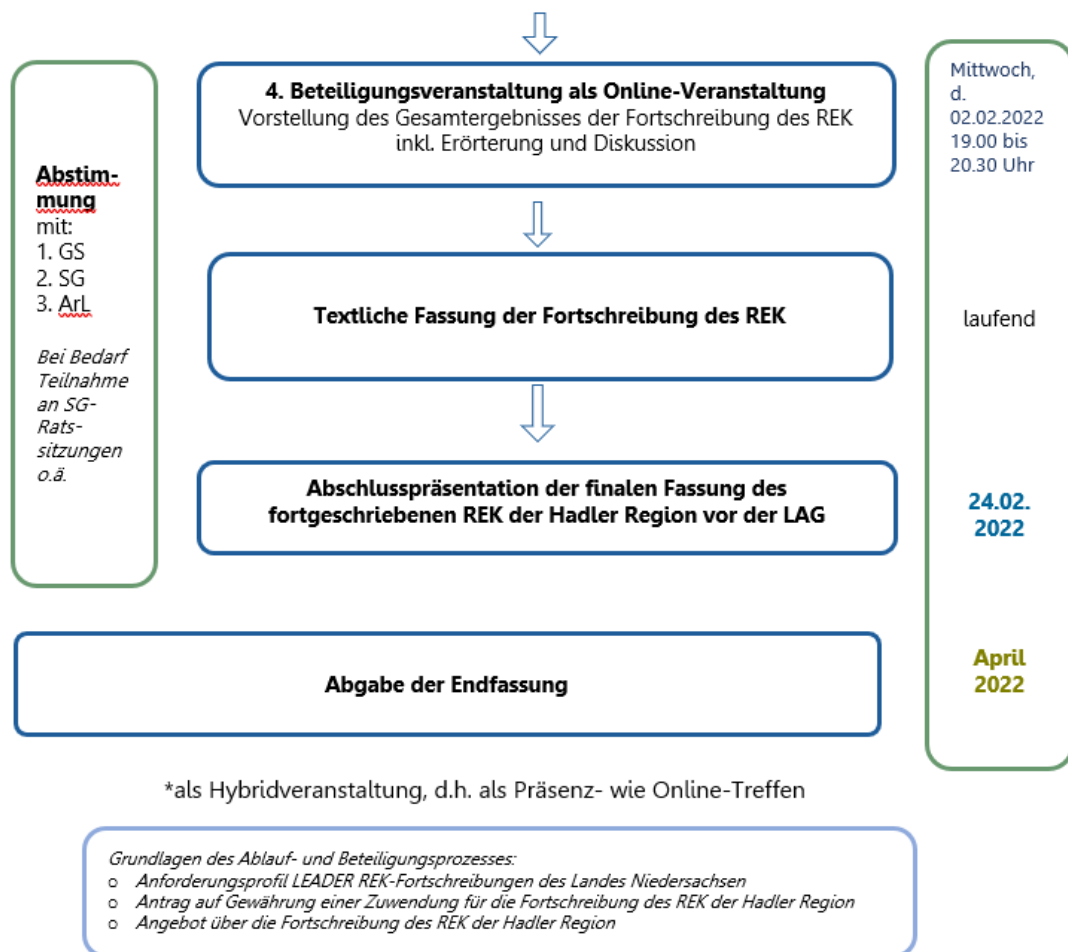 4. Beteiligungsveranstaltung als Online-Veranstaltung
Vorstellung des Gesamtergebnisses der Fortschreibung des REK
inkl. Erörterung und Diskussion
Mittwoch,
d.
02.02.2022
19.00 bis
20.30 Uhr
Abstim-
mung
mit:
1. GS
2. SG
3. ArL
Bei Bedarf
Teilnahme
an SG-
Rats-
sitzungen
o.ä.
Textliche Fassung der Fortschreibung des REK
laufend
Abschlusspräsentation der finalen Fassung des
fortgeschriebenen REK der Hadler Region vor der LAG
24.02.
2022
Abgabe der Endfassung
April
2022
*als Hybridveranstaltung, d.h. als Präsenz- wie Online-Treffen
Grundlagen des Ablauf- und Beteiligungsprozesses:
o Anforderungsprofil LEADER REK-Fortschreibungen des Landes Niedersachsen
o Antrag auf Gewährung einer Zuwendung für die Fortschreibung des REK der Hadler Region
o Angebot über die Fortschreibung des REK der Hadler Region